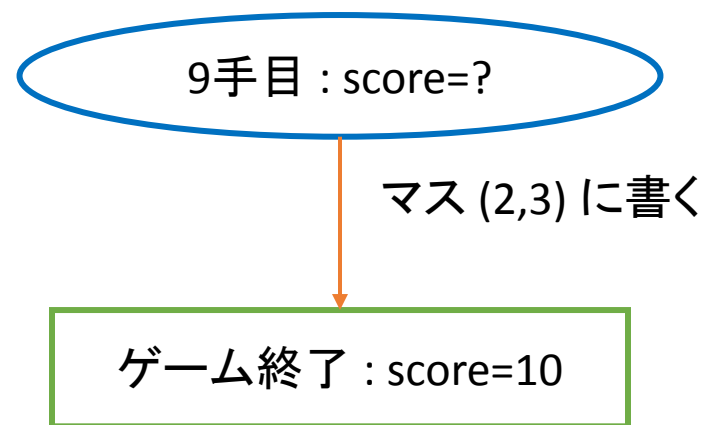 9手目 : score=?
マス (2,3) に書く
ゲーム終了 : score=10